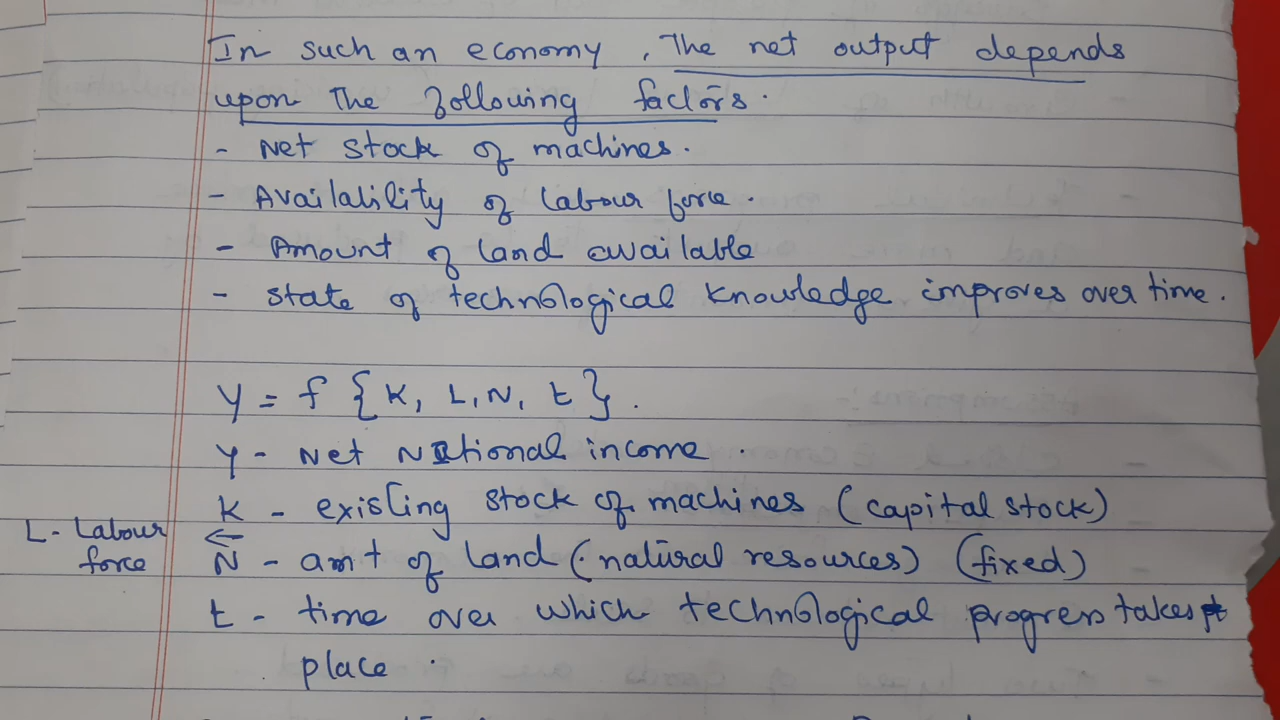 In such an economy, The net output depends
upon The following factors.
- Net stock of machines.
- Availability of labour force.
- Amount of land available
- state of technological knowledge improves over time.
Y = f {K, L, N, t}.
Y - Net National income.
K - existing stock of machines (capital stock)
L - Labour force
N - amt of land (natural resources) (fixed)
t - time over which technological progress takes
place.